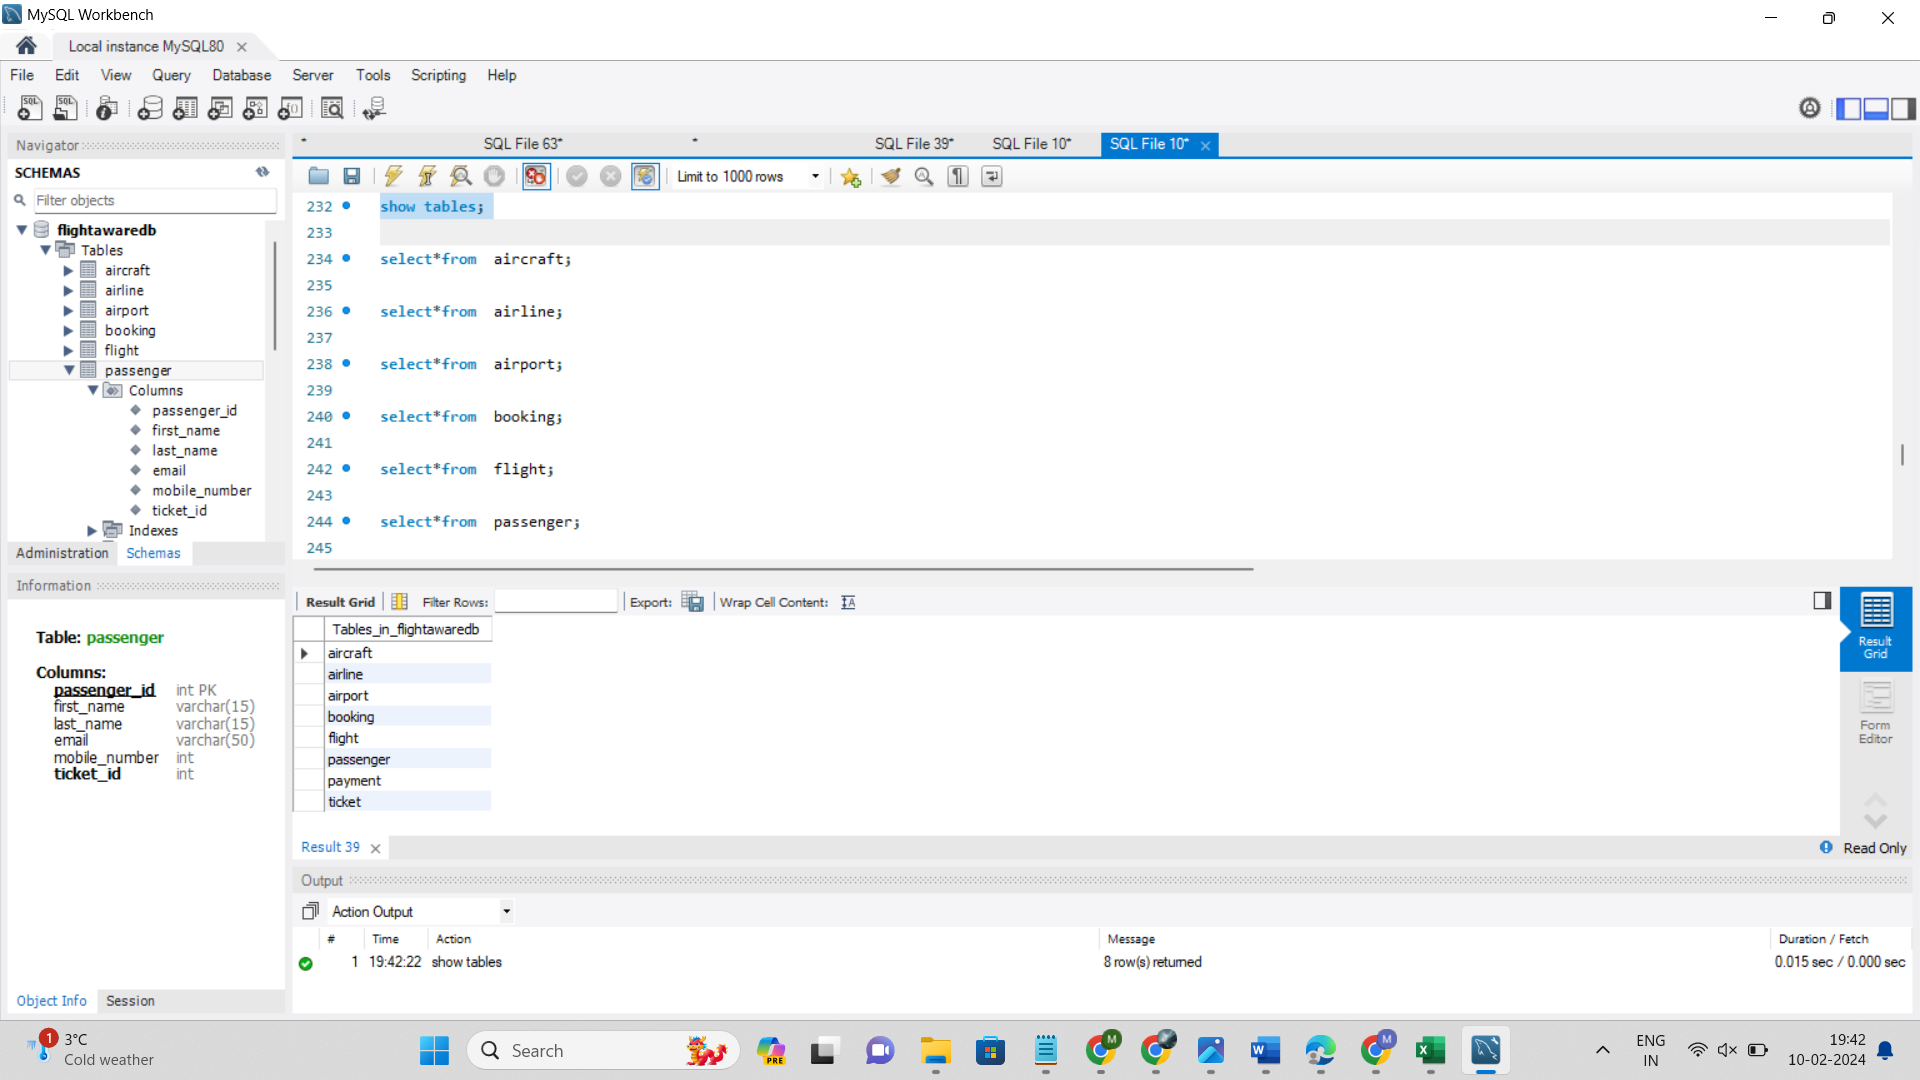 MySQL Workbench
Local instance MySQL80
File Edit View Query Database Server Tools Scripting Help
Navigator
SCHEMAS
Filter objects
flightawaredb
Tables
aircraft
airline
airport
booking
flight
passenger
Columns
passenger_id
first_name
last_name
email
mobile_number
ticket_id
Indexes
Administration Schemas
Information
Table: passenger
Columns:
passenger_id int PK
first_name varchar(15)
last_name varchar(15)
email varchar(50)
mobile_number int
ticket_id int
Object Info Session
* SQL File 63* * SQL File 39* SQL File 10* SQL File 10*
Limit to 1000 rows
232 show tables;
233
234 select*from  aircraft;
235
236 select*from  airline;
237
238 select*from  airport;
239
240 select*from  booking;
241
242 select*from  flight;
243
244 select*from  passenger;
245
Result Grid Filter Rows: Export: Wrap Cell Content:
Tables_in_flightawaredb
aircraft
airline
airport
booking
flight
passenger
payment
ticket
Result
Grid
Form
Editor
Result 39 Read Only
Output
Action Output
# Time Action Message Duration / Fetch
1 19:42:22 show tables 8 row(s) returned 0.015 sec / 0.000 sec
1 3°C
Cold weather
Search
PRE
M
M
W
ENG
IN
19:42
10-02-2024